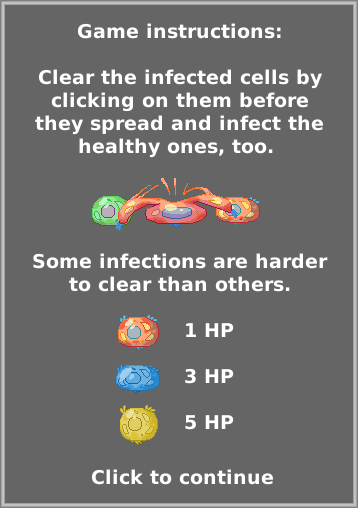 Game instructions:
Clear the infected cells by
clicking on them before
they spread and infect the
healthy ones, too.
Some infections are harder
to clear than others.
1 HP
3 HP
5 HP
Click to continue